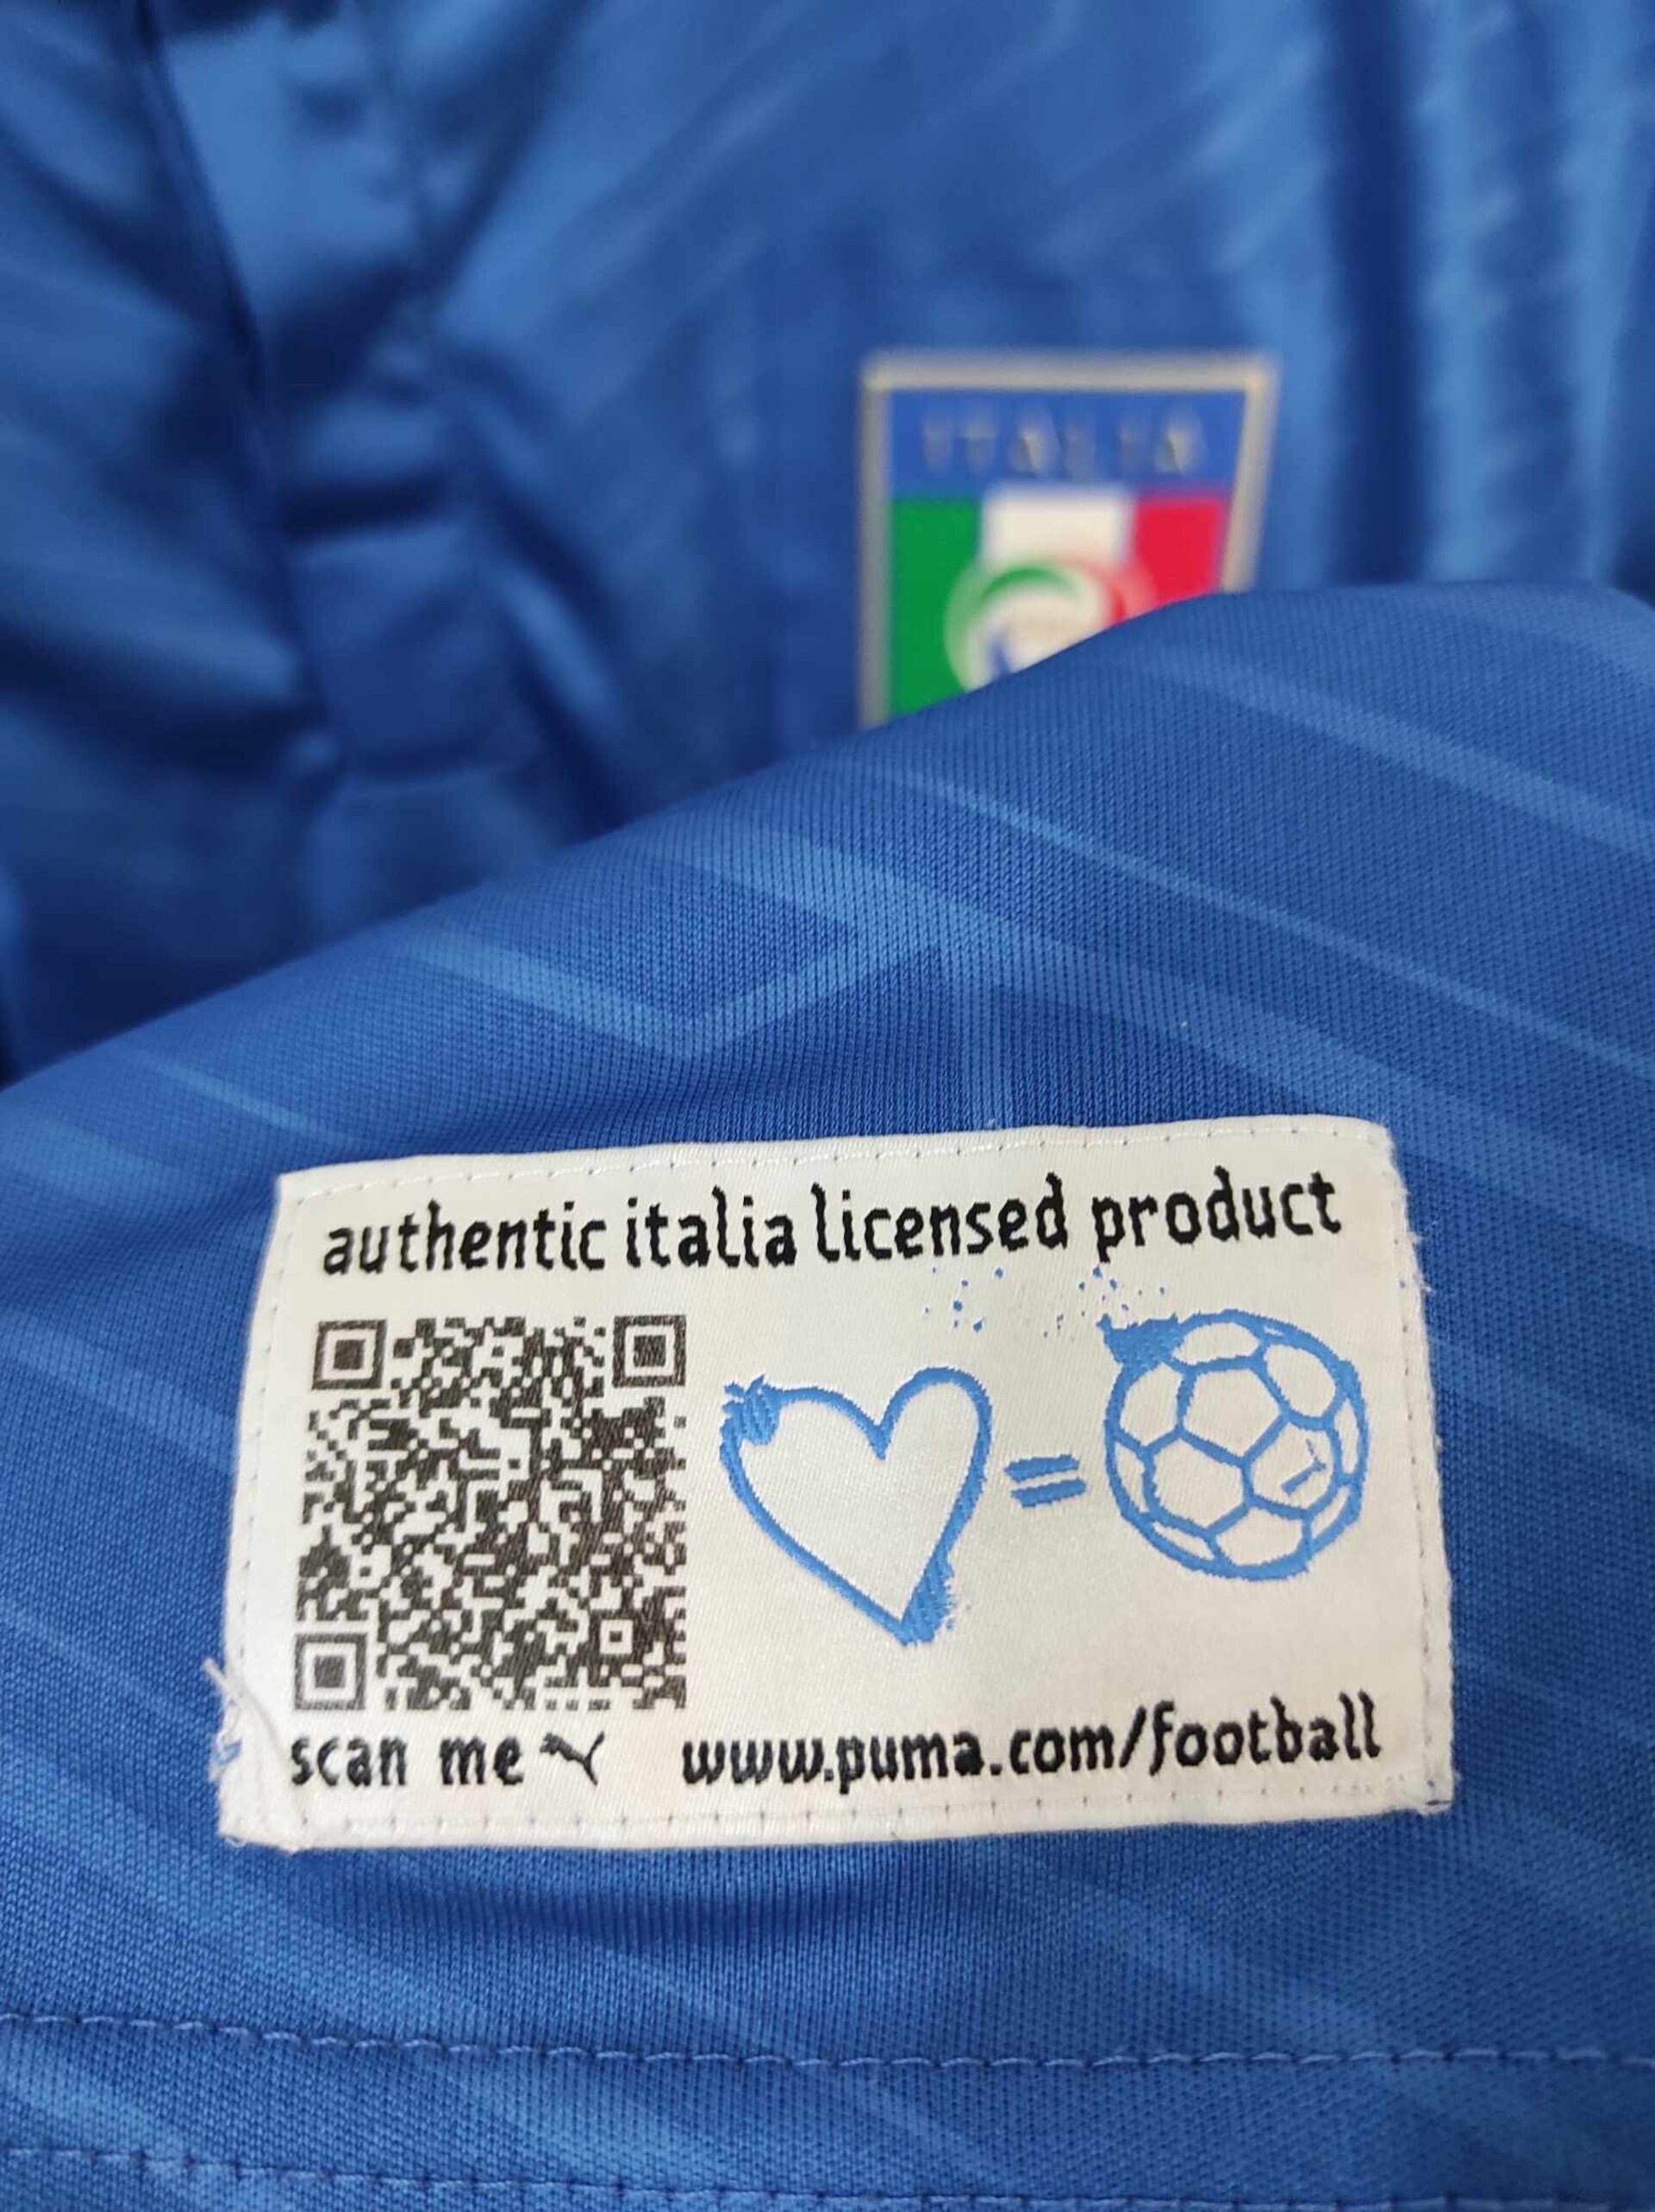 ITALIA
authentic italia licensed product
scan me www.puma.com/football